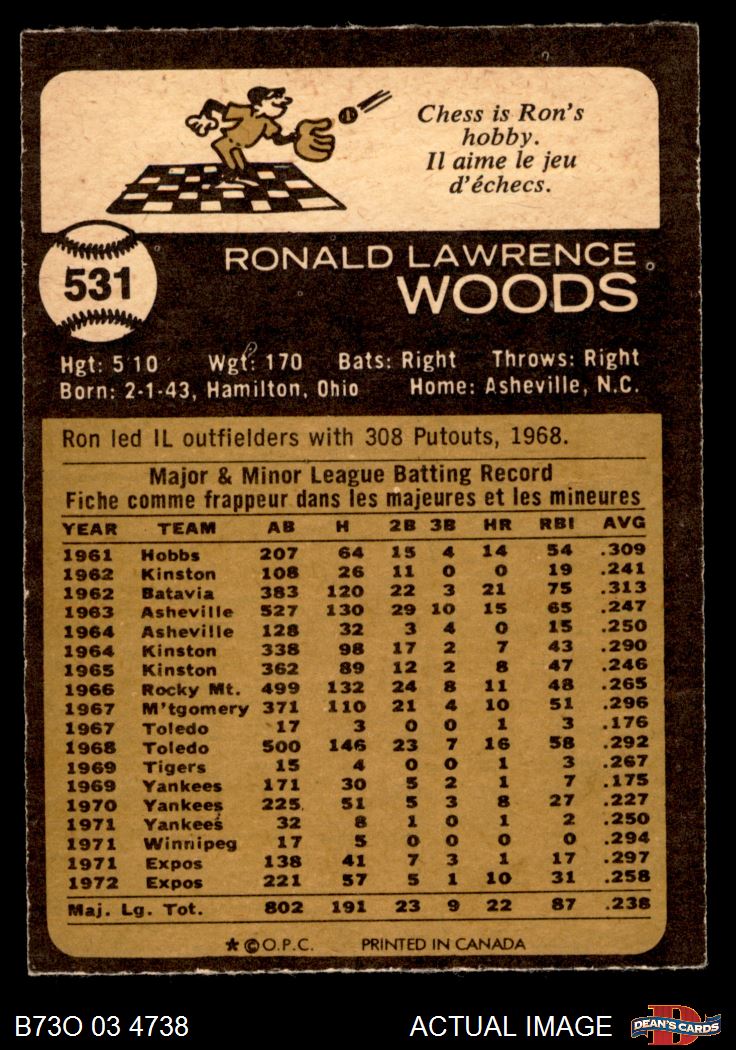 Chess is Ron's
hobby.
Il aime le jeu
d'échecs.
531
RONALD LAWRENCE
WOODS
Hgt: 5'10 Wgt: 170 Bats: Right Throws: Right
Born: 2-1-43, Hamilton, Ohio Home: Asheville, N.C.
Ron led IL outfielders with 308 Putouts, 1968.
Major & Minor League Batting Record
Fiche comme frappeur dans les majeures et les mineures
YEAR TEAM AB H 2B 3B HR RBI AVG
1961 Hobbs 207 64 15 4 14 54 .309
1962 Kinston 108 26 11 0 0 19 .241
1962 Batavia 383 120 22 3 21 75 .313
1963 Asheville 527 130 29 10 15 65 .247
1964 Asheville 128 32 3 4 0 15 .250
1964 Kinston 338 98 17 2 7 43 .290
1965 Kinston 362 89 12 2 8 47 .246
1966 Rocky Mt. 499 132 24 8 11 48 .265
1967 M'tgomery 371 110 21 4 10 51 .296
1967 Toledo 17 3 0 0 1 3 .176
1968 Toledo 500 146 23 7 16 58 .292
1969 Tigers 15 4 0 0 1 3 .267
1969 Yankees 171 30 5 2 1 7 .175
1970 Yankees 225 51 5 3 8 27 .227
1971 Yankees 32 8 1 0 1 2 .250
1971 Winnipeg 17 5 0 0 0 0 .294
1971 Expos 138 41 7 3 1 17 .297
1972 Expos 221 57 5 1 10 31 .258
Maj. Lg. Tot. 802 191 23 9 22 87 .238
★ © O.P.C. PRINTED IN CANADA
B73O 03 4738 ACTUAL IMAGE DEAN'S CARDS